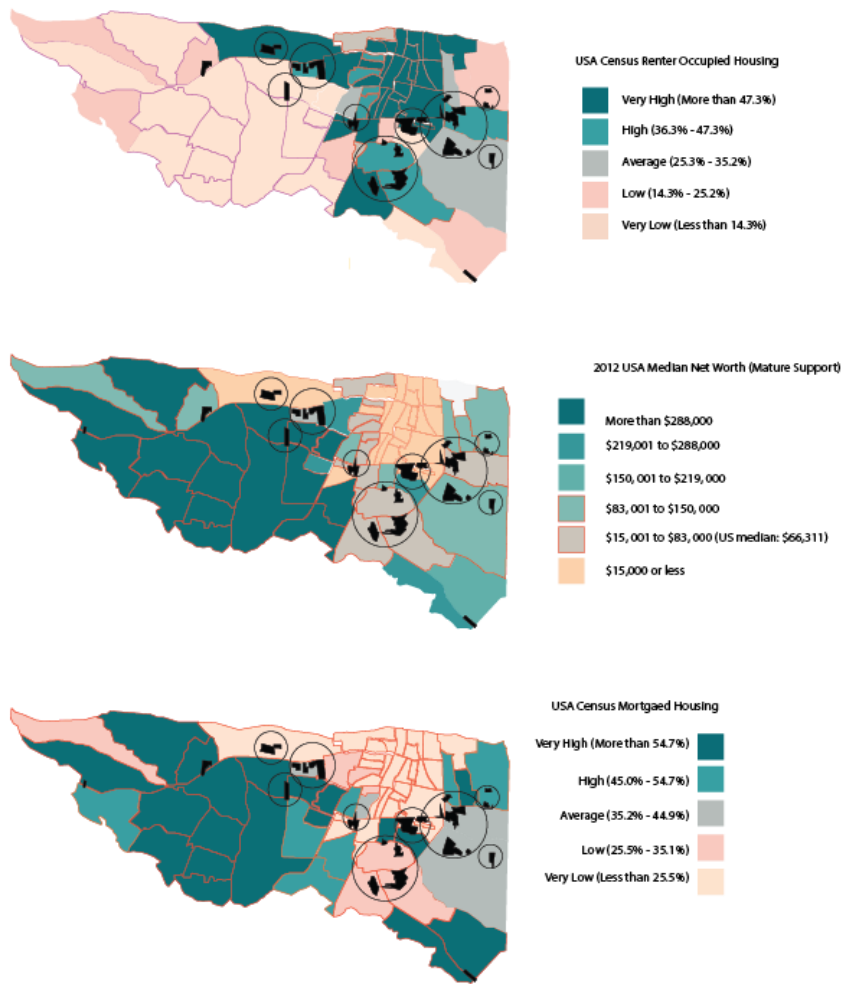 USA Census Renter Occupied Housing
Very High (More than 47.3%)
High (36.3% - 47.3%)
Average (25.3% - 35.2%)
Low (14.3% - 25.2%)
Very Low (Less than 14.3%)
2012 USA Median Net Worth (Mature Support)
More than $288,000
$219,001 to $288,000
$150, 001 to $219, 000
$83, 001 to $150, 000
$15, 001 to $83, 000 (US median: $66,311)
$15,000 or less
USA Census Mortgaed Housing
Very High (More than 54.7%)
High (45.0% - 54.7%)
Average (35.2% - 44.9%)
Low (25.5% - 35.1%)
Very Low (Less than 25.5%)